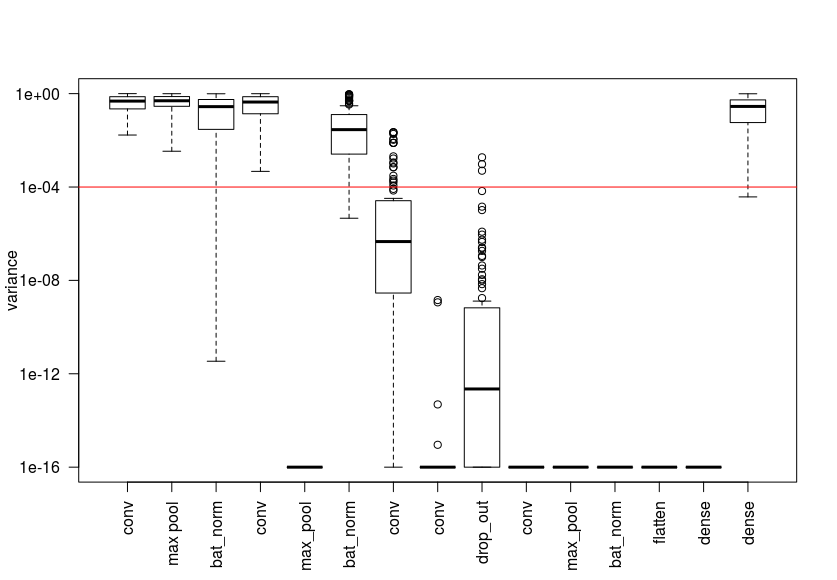 1e+00
1e-04
1e-08
1e-12
1e-16
variance
conv
max pool
bat_norm
conv
max_pool
bat_norm
conv
conv
drop_out
conv
max_pool
bat_norm
flatten
dense
dense